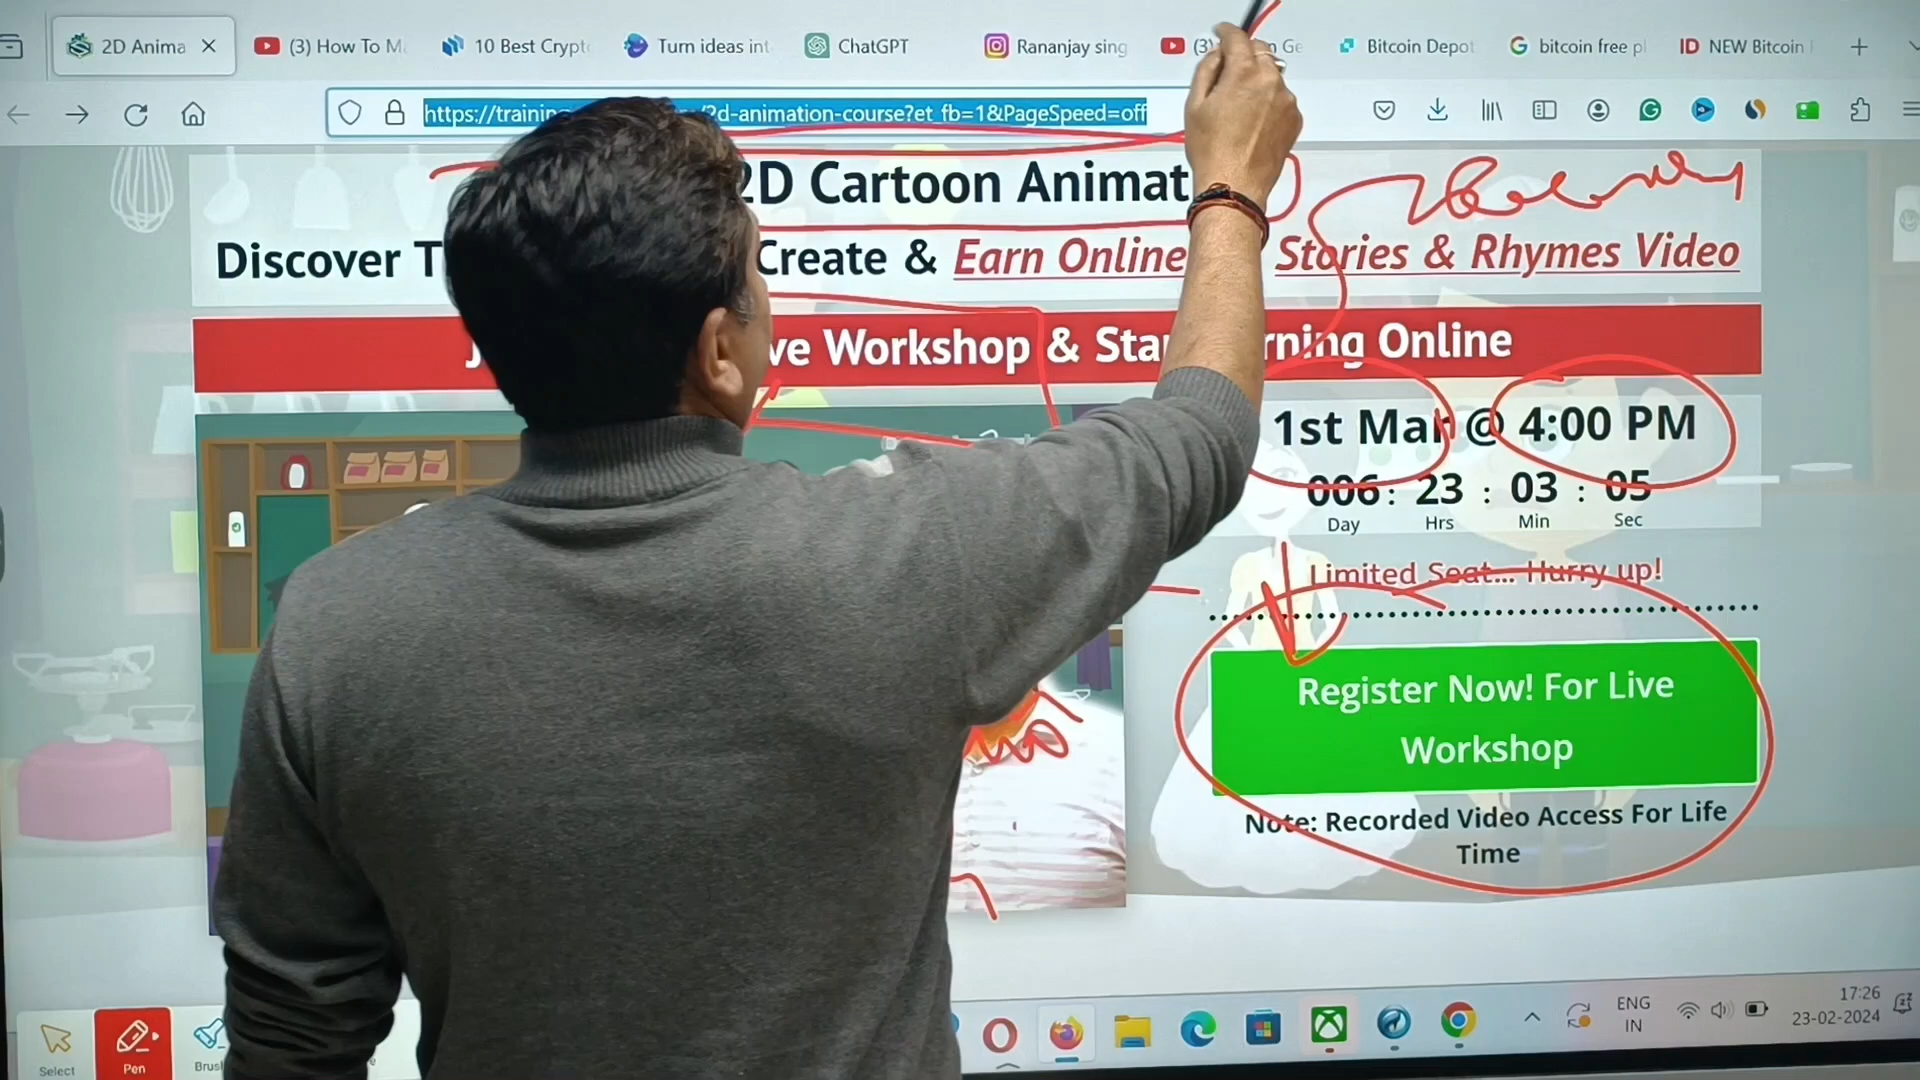 2D Anima
(3) How To M
10 Best Crypt
Turn ideas int
ChatGPT
Rananjay sing
(3)
Bitcoin Depot
bitcoin free pl
NEW Bitcoin
https://training /2d-animation-course?et_fb=1&PageSpeed=off
2D Cartoon Animat
Discover T Create & Earn Online Stories & Rhymes Video
ve Workshop & Sta rning Online
1st Mar @ 4:00 PM
006 : 23 : 03 : 05
Day Hrs Min Sec
Limited Seat... Hurry up!
Register Now! For Live
Workshop
Note: Recorded Video Access For Life
Time
Select
Pen
Brus
ENG
IN
17:26
23-02-2024